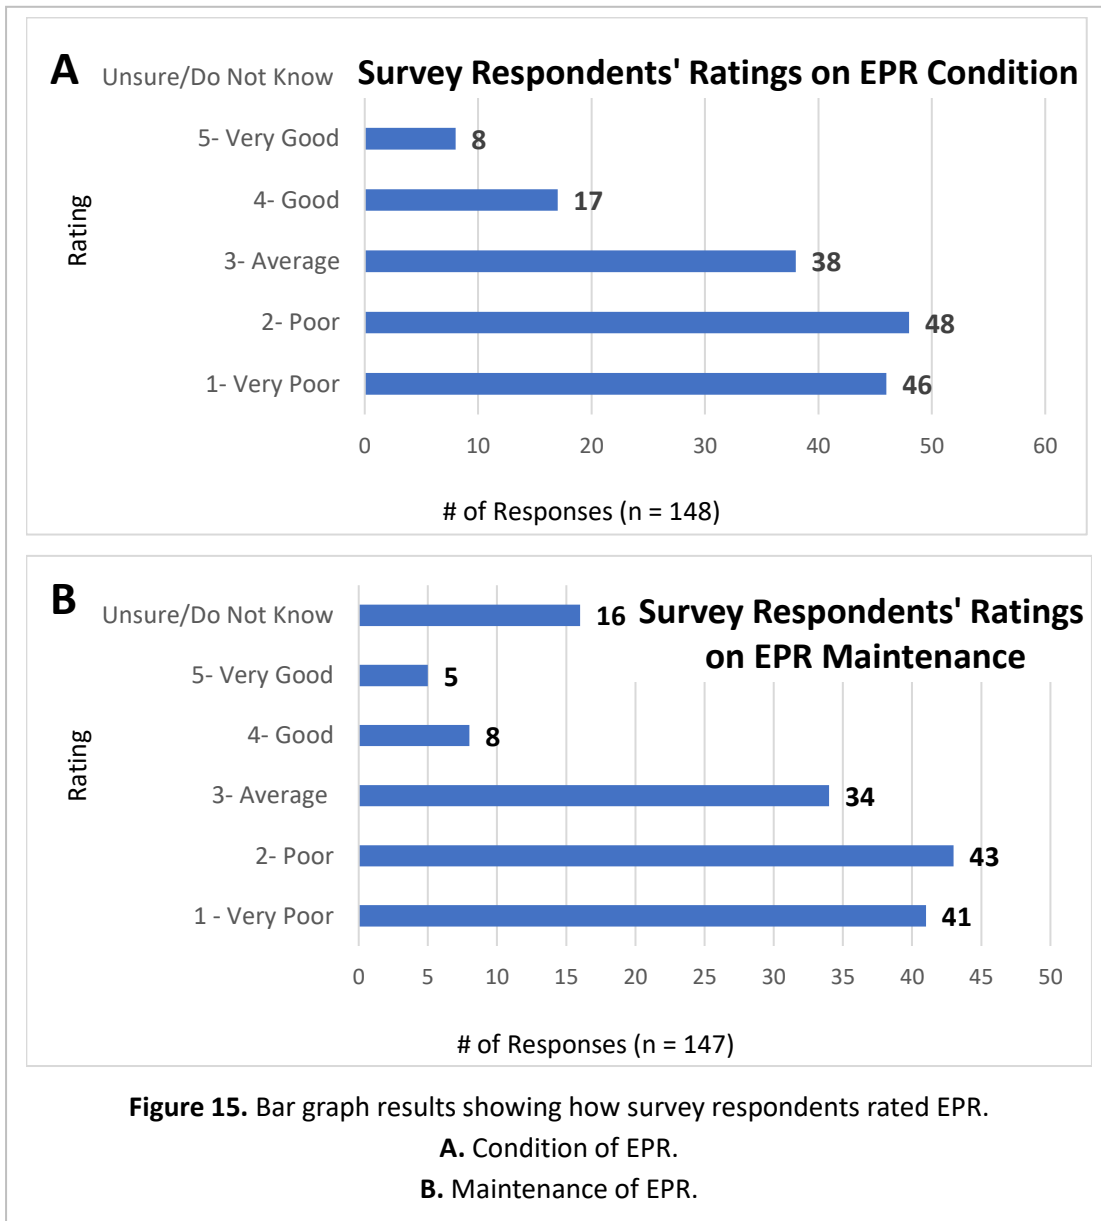 A
Survey Respondents' Ratings on EPR Condition
Unsure/Do Not Know
5- Very Good 8
4- Good 17
3- Average 38
2- Poor 48
1- Very Poor 46
Rating
0 10 20 30 40 50 60
# of Responses (n = 148)
B
Survey Respondents' Ratings
on EPR Maintenance
Unsure/Do Not Know 16
5- Very Good 5
4- Good 8
3- Average 34
2- Poor 43
1 - Very Poor 41
Rating
0 5 10 15 20 25 30 35 40 45 50
# of Responses (n = 147)
Figure 15. Bar graph results showing how survey respondents rated EPR.
A. Condition of EPR.
B. Maintenance of EPR.